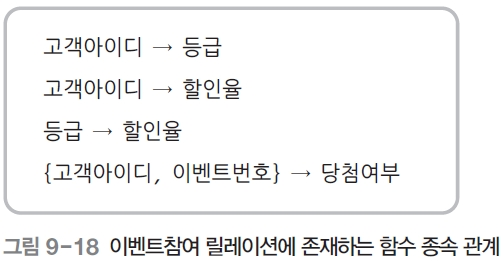 고객아이디 → 등급
고객아이디 → 할인율
등급 → 할인율
{고객아이디, 이벤트번호} → 당첨여부
그림 9-18 이벤트참여 릴레이션에 존재하는 함수 종속 관계